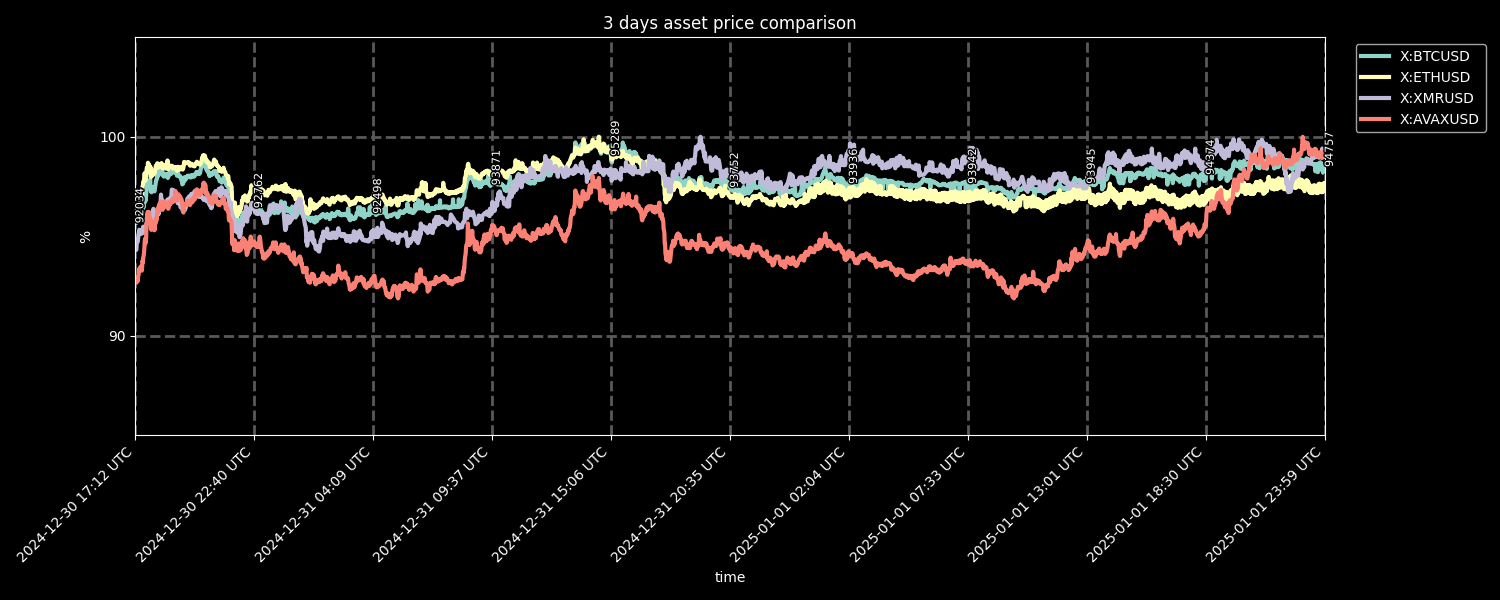 3 days asset price comparison
X:BTCUSD
X:ETHUSD
X:XMRUSD
X:AVAXUSD
100
90
%
92034
92762
92498
93871
95289
93752
93936
93942
93945
94374
94757
2024-12-30 17:12 UTC
2024-12-30 22:40 UTC
2024-12-31 04:09 UTC
2024-12-31 09:37 UTC
2024-12-31 15:06 UTC
2024-12-31 20:35 UTC
2025-01-01 02:04 UTC
2025-01-01 07:33 UTC
2025-01-01 13:01 UTC
2025-01-01 18:30 UTC
2025-01-01 23:59 UTC
time